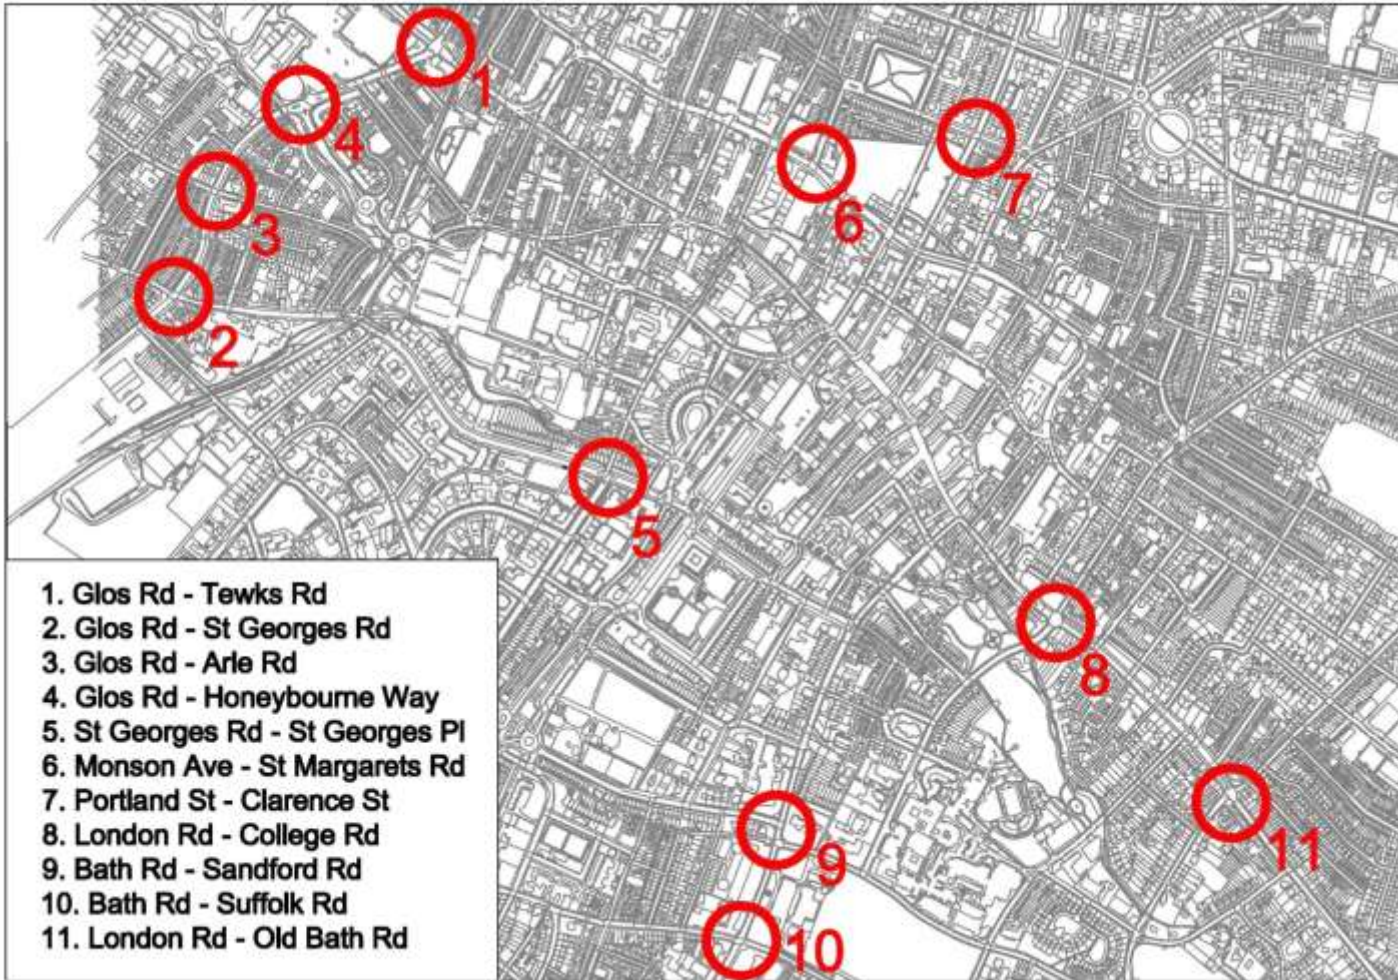 1
4
3
2
6
7
5
8
9
10
11
1. Glos Rd - Tewks Rd
2. Glos Rd - St Georges Rd
3. Glos Rd - Arle Rd
4. Glos Rd - Honeybourne Way
5. St Georges Rd - St Georges Pl
6. Monson Ave - St Margarets Rd
7. Portland St - Clarence St
8. London Rd - College Rd
9. Bath Rd - Sandford Rd
10. Bath Rd - Suffolk Rd
11. London Rd - Old Bath Rd